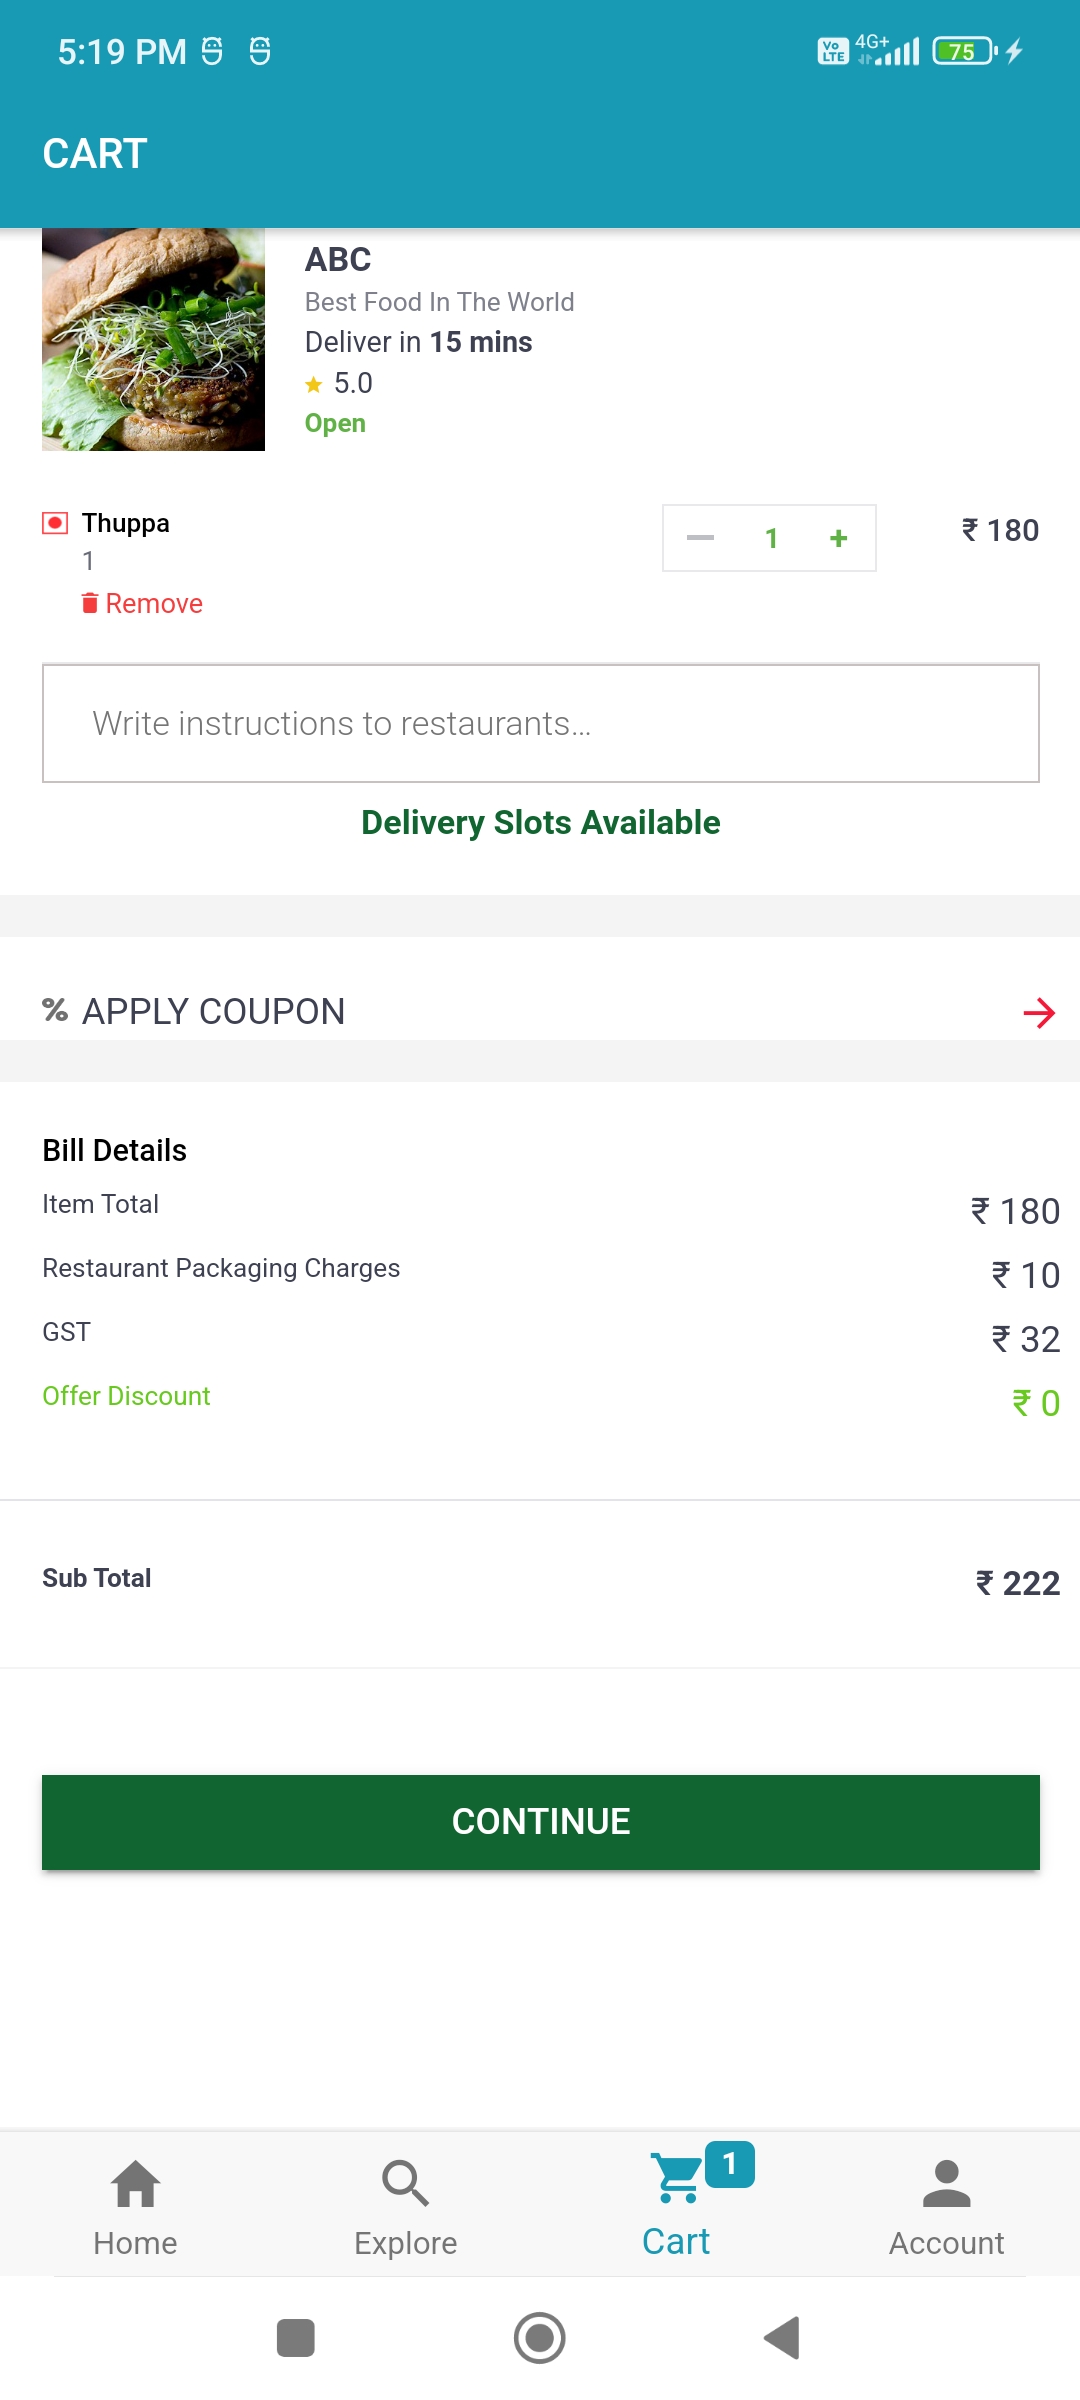 5:19 PM
Vo LTE 4G+ 75
CART
ABC
Best Food In The World
Deliver in 15 mins
5.0
Open
Thuppa
1
Remove
1 +
₹ 180
Write instructions to restaurants...
Delivery Slots Available
% APPLY COUPON
Bill Details
Item Total ₹ 180
Restaurant Packaging Charges ₹ 10
GST ₹ 32
Offer Discount ₹ 0
Sub Total ₹ 222
CONTINUE
1
Home Explore Cart Account